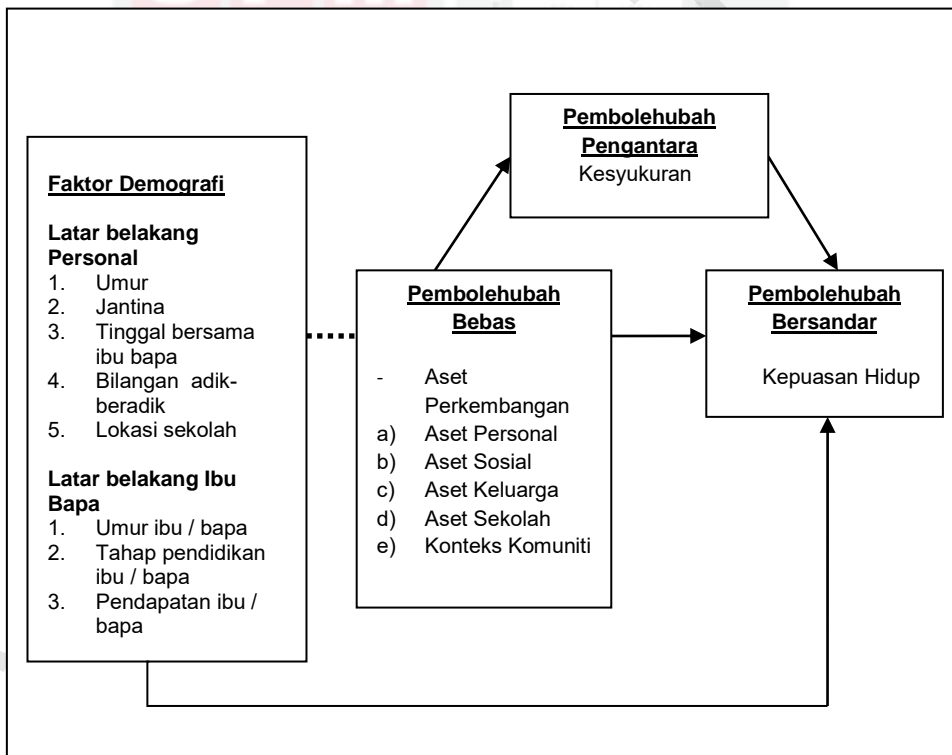 Faktor Demografi
Latar belakang
Personal
1. Umur
2. Jantina
3. Tinggal bersama
ibu bapa
4. Bilangan adik-
beradik
5. Lokasi sekolah
Latar belakang Ibu
Bapa
1. Umur ibu / bapa
2. Tahap pendidikan
ibu / bapa
3. Pendapatan ibu /
bapa
Pembolehubah
Pengantara
Kesyukuran
Pembolehubah
Bebas
- Aset
Perkembangan
a) Aset Personal
b) Aset Sosial
c) Aset Keluarga
d) Aset Sekolah
e) Konteks Komuniti
Pembolehubah
Bersandar
Kepuasan Hidup